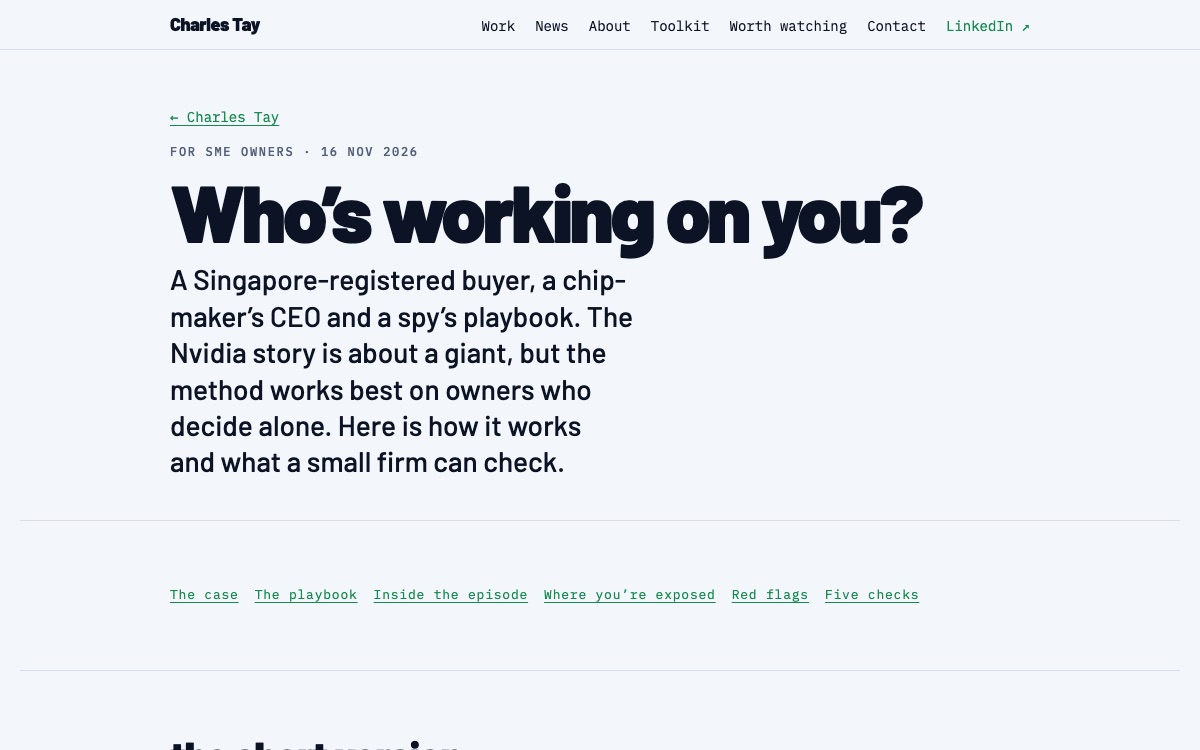 Charles Tay
Work News About Toolkit Worth watching Contact LinkedIn ↗
← Charles Tay
FOR SME OWNERS · 16 NOV 2026
Who’s working on you?
A Singapore-registered buyer, a chip-
maker’s CEO and a spy’s playbook. The
Nvidia story is about a giant, but the
method works best on owners who
decide alone. Here is how it works
and what a small firm can check.
The case The playbook Inside the episode Where you’re exposed Red flags Five checks
the short version